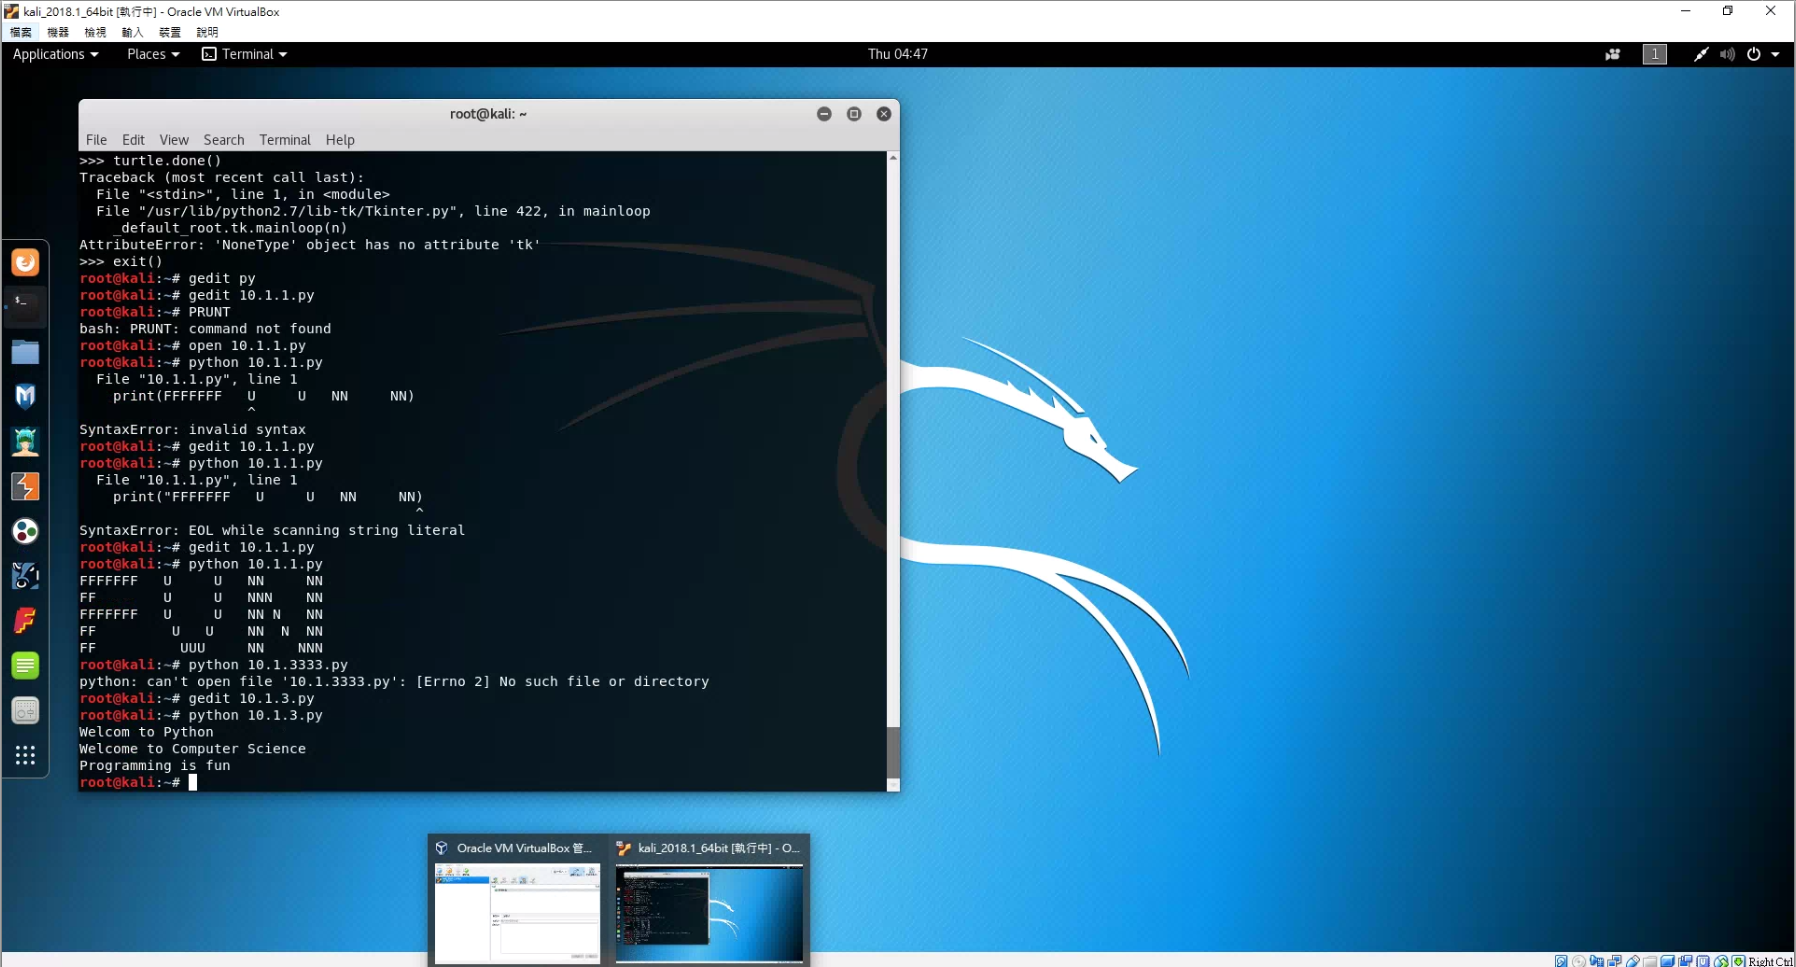 kali_2018.1_64bit [執行中] - Oracle VM VirtualBox
檔案 機器 檢視 輸入 裝置 說明
Applications Places Terminal Thu 04:47 1
root@kali: ~
File Edit View Search Terminal Help
>>> turtle.done()
Traceback (most recent call last):
  File "<stdin>", line 1, in <module>
  File "/usr/lib/python2.7/lib-tk/Tkinter.py", line 422, in mainloop
    _default_root.tk.mainloop(n)
AttributeError: 'NoneType' object has no attribute 'tk'
>>> exit()
root@kali:~# gedit py
root@kali:~# gedit 10.1.1.py
root@kali:~# PRUNT
bash: PRUNT: command not found
root@kali:~# open 10.1.1.py
root@kali:~# python 10.1.1.py
  File "10.1.1.py", line 1
    print(FFFFFFF   U     U   NN     NN)
                    ^
SyntaxError: invalid syntax
root@kali:~# gedit 10.1.1.py
root@kali:~# python 10.1.1.py
  File "10.1.1.py", line 1
    print("FFFFFFF   U     U   NN     NN)
                                        ^
SyntaxError: EOL while scanning string literal
root@kali:~# gedit 10.1.1.py
root@kali:~# python 10.1.1.py
FFFFFFF   U     U   NN     NN
FF        U     U   NNN    NN
FFFFFFF   U     U   NN N   NN
FF         U   U    NN  N  NN
FF          UUU     NN    NNN
root@kali:~# python 10.1.3333.py
python: can't open file '10.1.3333.py': [Errno 2] No such file or directory
root@kali:~# gedit 10.1.3.py
root@kali:~# python 10.1.3.py
Welcom to Python
Welcome to Computer Science
Programming is fun
root@kali:~#
Oracle VM VirtualBox 管... kali_2018.1_64bit [執行中] - O...
Right Ctrl